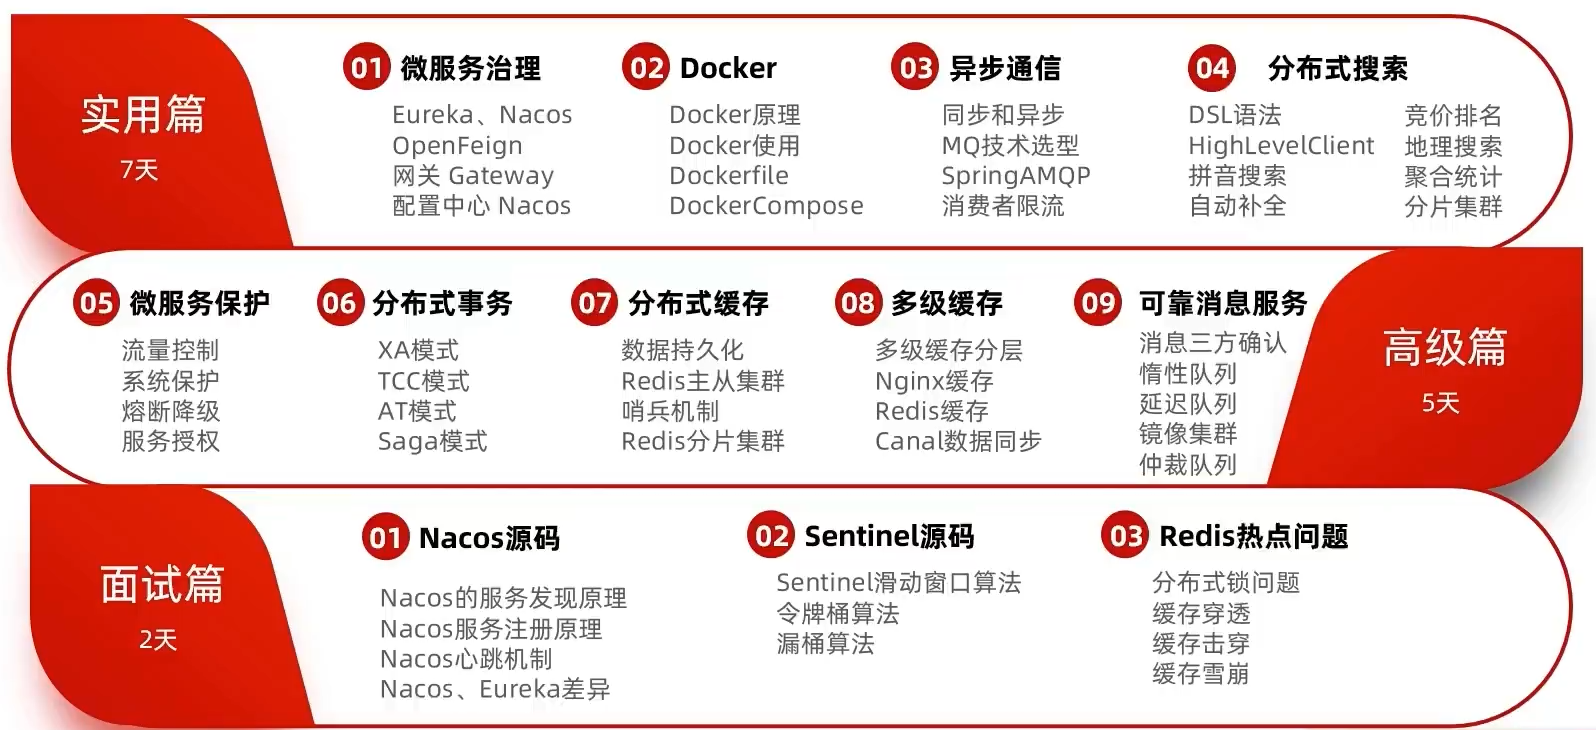 实用篇
7天
01 微服务治理
Eureka、Nacos
OpenFeign
网关 Gateway
配置中心 Nacos
02 Docker
Docker原理
Docker使用
Dockerfile
DockerCompose
03 异步通信
同步和异步
MQ技术选型
SpringAMQP
消费者限流
04 分布式搜索
DSL语法
HighLevelClient
拼音搜索
自动补全
竞价排名
地理搜索
聚合统计
分片集群
05 微服务保护
流量控制
系统保护
熔断降级
服务授权
06 分布式事务
XA模式
TCC模式
AT模式
Saga模式
07 分布式缓存
数据持久化
Redis主从集群
哨兵机制
Redis分片集群
08 多级缓存
多级缓存分层
Nginx缓存
Redis缓存
Canal数据同步
09 可靠消息服务
消息三方确认
惰性队列
延迟队列
镜像集群
仲裁队列
高级篇
5天
面试篇
2天
01 Nacos源码
Nacos的服务发现原理
Nacos服务注册原理
Nacos心跳机制
Nacos、Eureka差异
02 Sentinel源码
Sentinel滑动窗口算法
令牌桶算法
漏桶算法
03 Redis热点问题
分布式锁问题
缓存穿透
缓存击穿
缓存雪崩